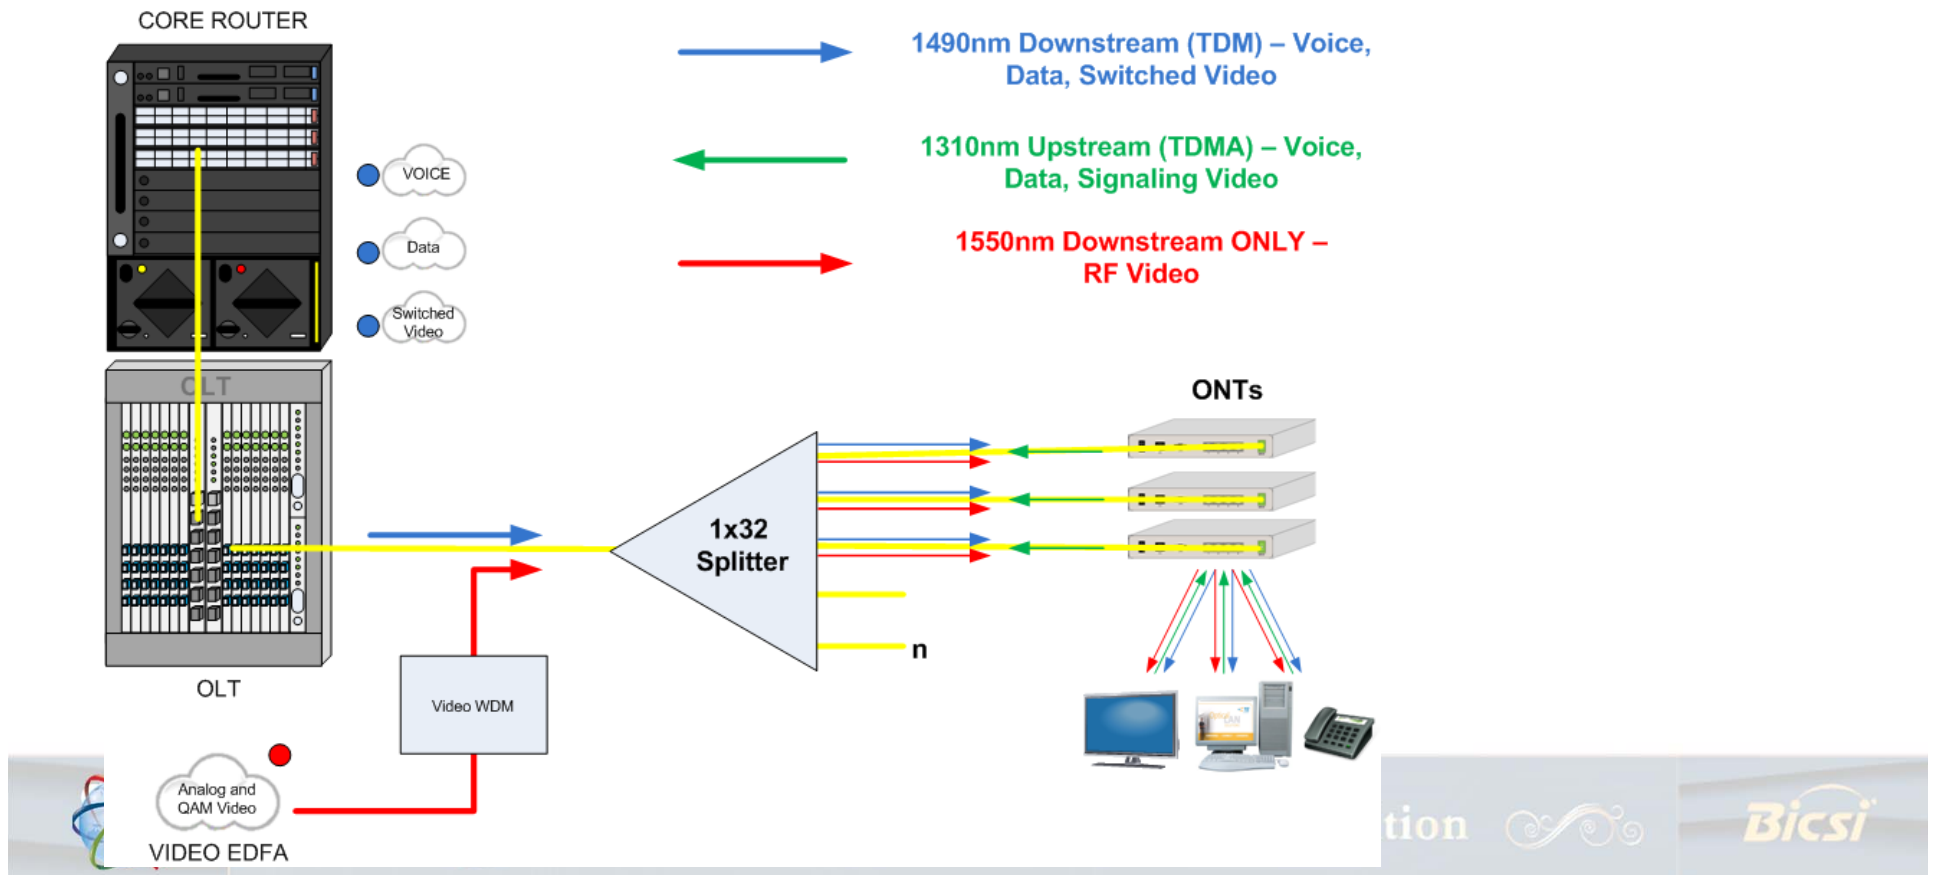 CORE ROUTER
1490nm Downstream (TDM) – Voice,
Data, Switched Video
1310nm Upstream (TDMA) – Voice,
Data, Signaling Video
1550nm Downstream ONLY –
RF Video
VOICE
Data
Switched
Video
OLT
ONTs
1x32
Splitter
n
OLT
Video WDM
Analog and
QAM Video
VIDEO EDFA
tion
Bicsi